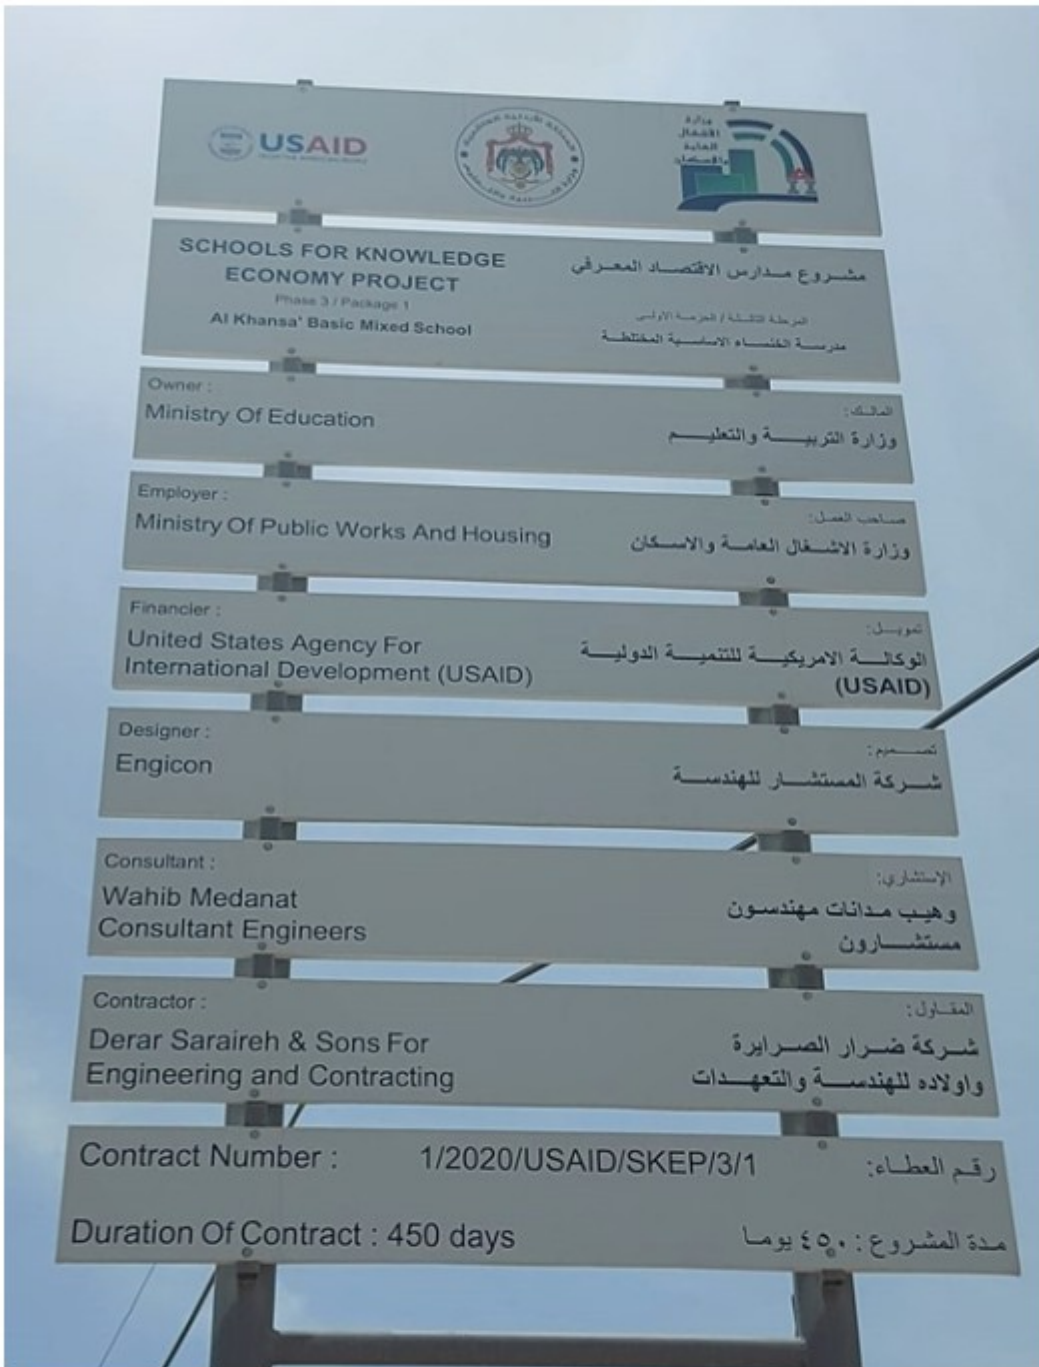 USAID
وزارة
الأشغال
العامة
والإسكان
SCHOOLS FOR KNOWLEDGE
ECONOMY PROJECT
Phase 3 / Package 1
Al Khansa' Basic Mixed School
مشروع مدارس الاقتصاد المعرفي
المرحلة الثالثة / الحزمة الاولى
مدرسة الخنساء الاساسية المختلطة
Owner :
Ministry Of Education
المالك:
وزارة التربية والتعليم
Employer :
Ministry Of Public Works And Housing
صاحب العمل:
وزارة الاشغال العامة والاسكان
Financier :
United States Agency For
International Development (USAID)
تمويل:
الوكالة الامريكية للتنمية الدولية
(USAID)
Designer :
Engicon
تصميم:
شركة المستشار للهندسة
Consultant :
Wahib Medanat
Consultant Engineers
الإستشاري:
وهيب مدانات مهندسون
مستشارون
Contractor :
Derar Saraireh & Sons For
Engineering and Contracting
المقاول:
شركة ضرار الصرايرة
واولاده للهندسة والتعهدات
Contract Number : 1/2020/USAID/SKEP/3/1 رقم العطاء:
Duration Of Contract : 450 days مدة المشروع : ٤٥٠ يوما